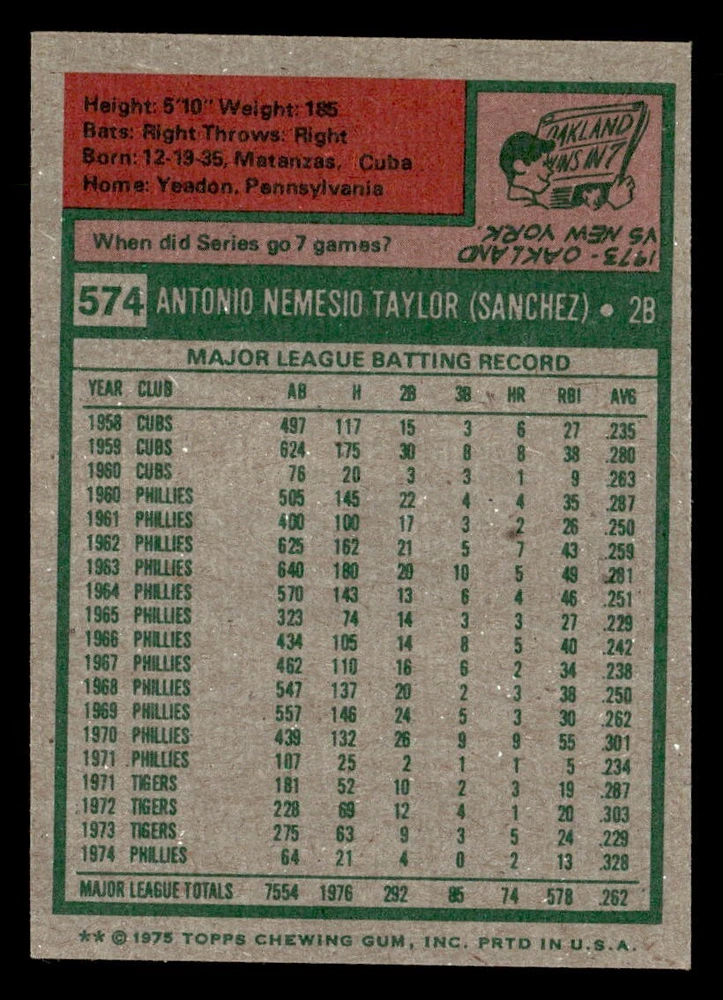 Height: 5'10" Weight: 185
Bats: Right Throws: Right
Born: 12-19-35, Matanzas, Cuba
Home: Yeadon, Pennsylvania
OAKLAND
WINS IN 7
When did Series go 7 games?
1973 - OAKLAND
VS NEW YORK.
574 ANTONIO NEMESIO TAYLOR (SANCHEZ) • 2B
MAJOR LEAGUE BATTING RECORD
YEAR CLUB AB H 2B 3B HR RBI AVG
1958 CUBS 497 117 15 3 6 27 .235
1959 CUBS 624 175 30 8 8 38 .280
1960 CUBS 76 20 3 3 1 9 .263
1960 PHILLIES 505 145 22 4 4 35 .287
1961 PHILLIES 400 100 17 3 2 26 .250
1962 PHILLIES 625 162 21 5 7 43 .259
1963 PHILLIES 640 180 20 10 5 49 .281
1964 PHILLIES 570 143 13 6 4 46 .251
1965 PHILLIES 323 74 14 3 3 27 .229
1966 PHILLIES 434 105 14 8 5 40 .242
1967 PHILLIES 462 110 16 6 2 34 .238
1968 PHILLIES 547 137 20 2 3 38 .250
1969 PHILLIES 557 146 24 5 3 30 .262
1970 PHILLIES 439 132 26 9 9 55 .301
1971 PHILLIES 107 25 2 1 1 5 .234
1971 TIGERS 181 52 10 2 3 19 .287
1972 TIGERS 228 69 12 4 1 20 .303
1973 TIGERS 275 63 9 3 5 24 .229
1974 PHILLIES 64 21 4 0 2 13 .328
MAJOR LEAGUE TOTALS 7554 1976 292 85 74 578 .262
** © 1975 TOPPS CHEWING GUM, INC. PRTD IN U.S.A.